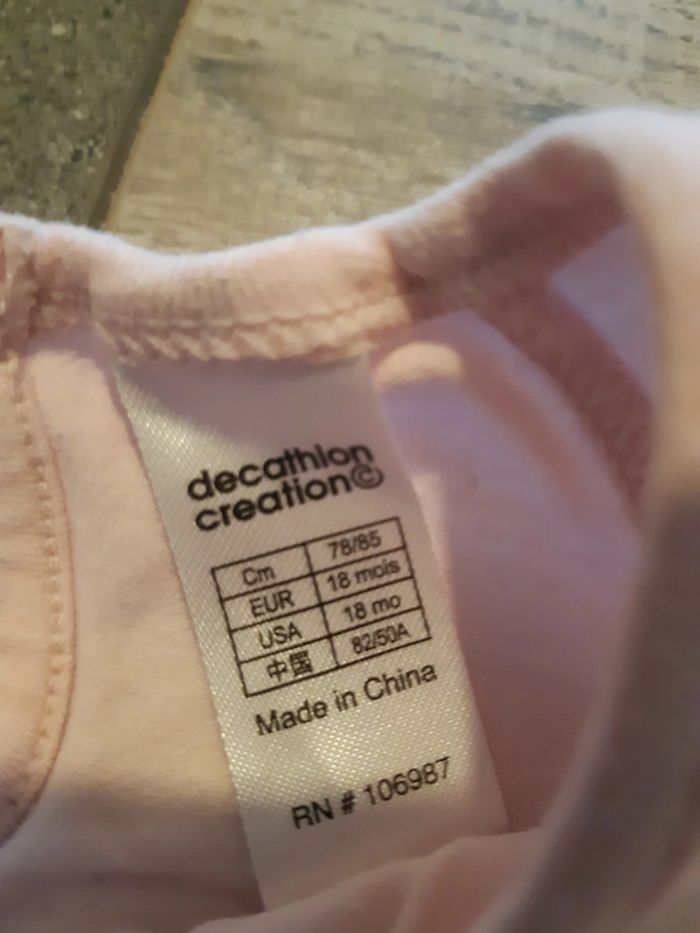 decathlon
creation©
Cm 78/85
EUR 18 mois
USA 18 mo
中国 82/50A
Made in China
RN # 106987